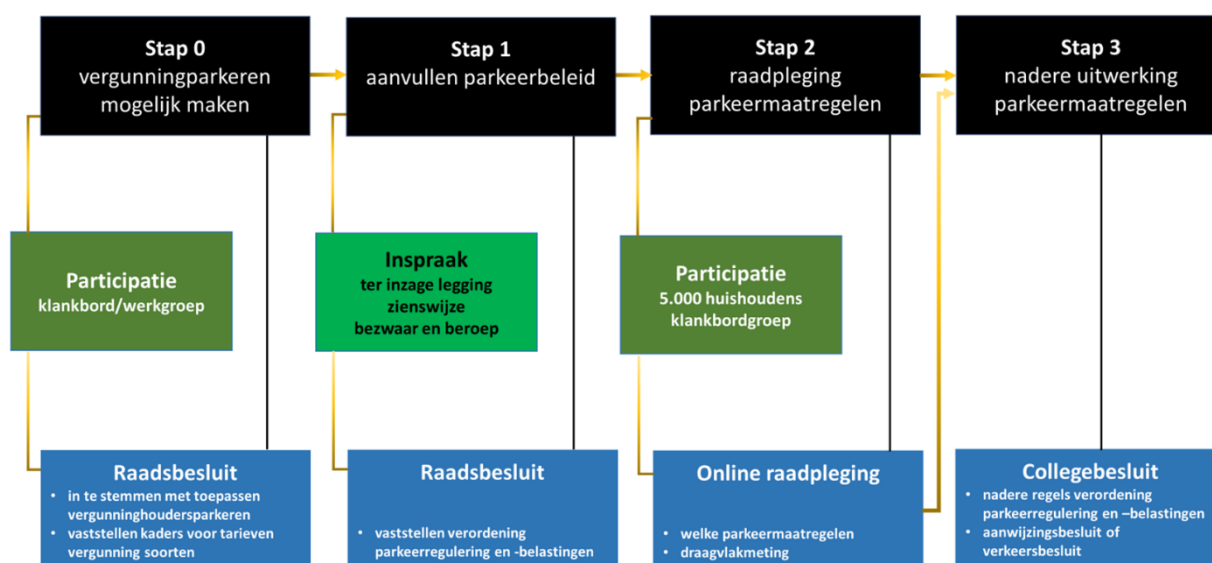 Stap 0
vergunningparkeren
mogelijk maken
Stap 1
aanvullen parkeerbeleid
Stap 2
raadpleging
parkeermaatregelen
Stap 3
nadere uitwerking
parkeermaatregelen
Participatie
klankbord/werkgroep
Inspraak
ter inzage legging
zienswijze
bezwaar en beroep
Participatie
5.000 huishoudens
klankbordgroep
Raadsbesluit
• in te stemmen met toepassen
vergunninghoudersparkeren
• vaststellen kaders voor tarieven
vergunning soorten
Raadsbesluit
• vaststellen verordening
parkeerregulering en -belastingen
Online raadpleging
• welke parkeermaatregelen
• draagvlakmeting
Collegebesluit
• nadere regels verordening
parkeerregulering en –belastingen
• aanwijzingsbesluit of
verkeersbesluit